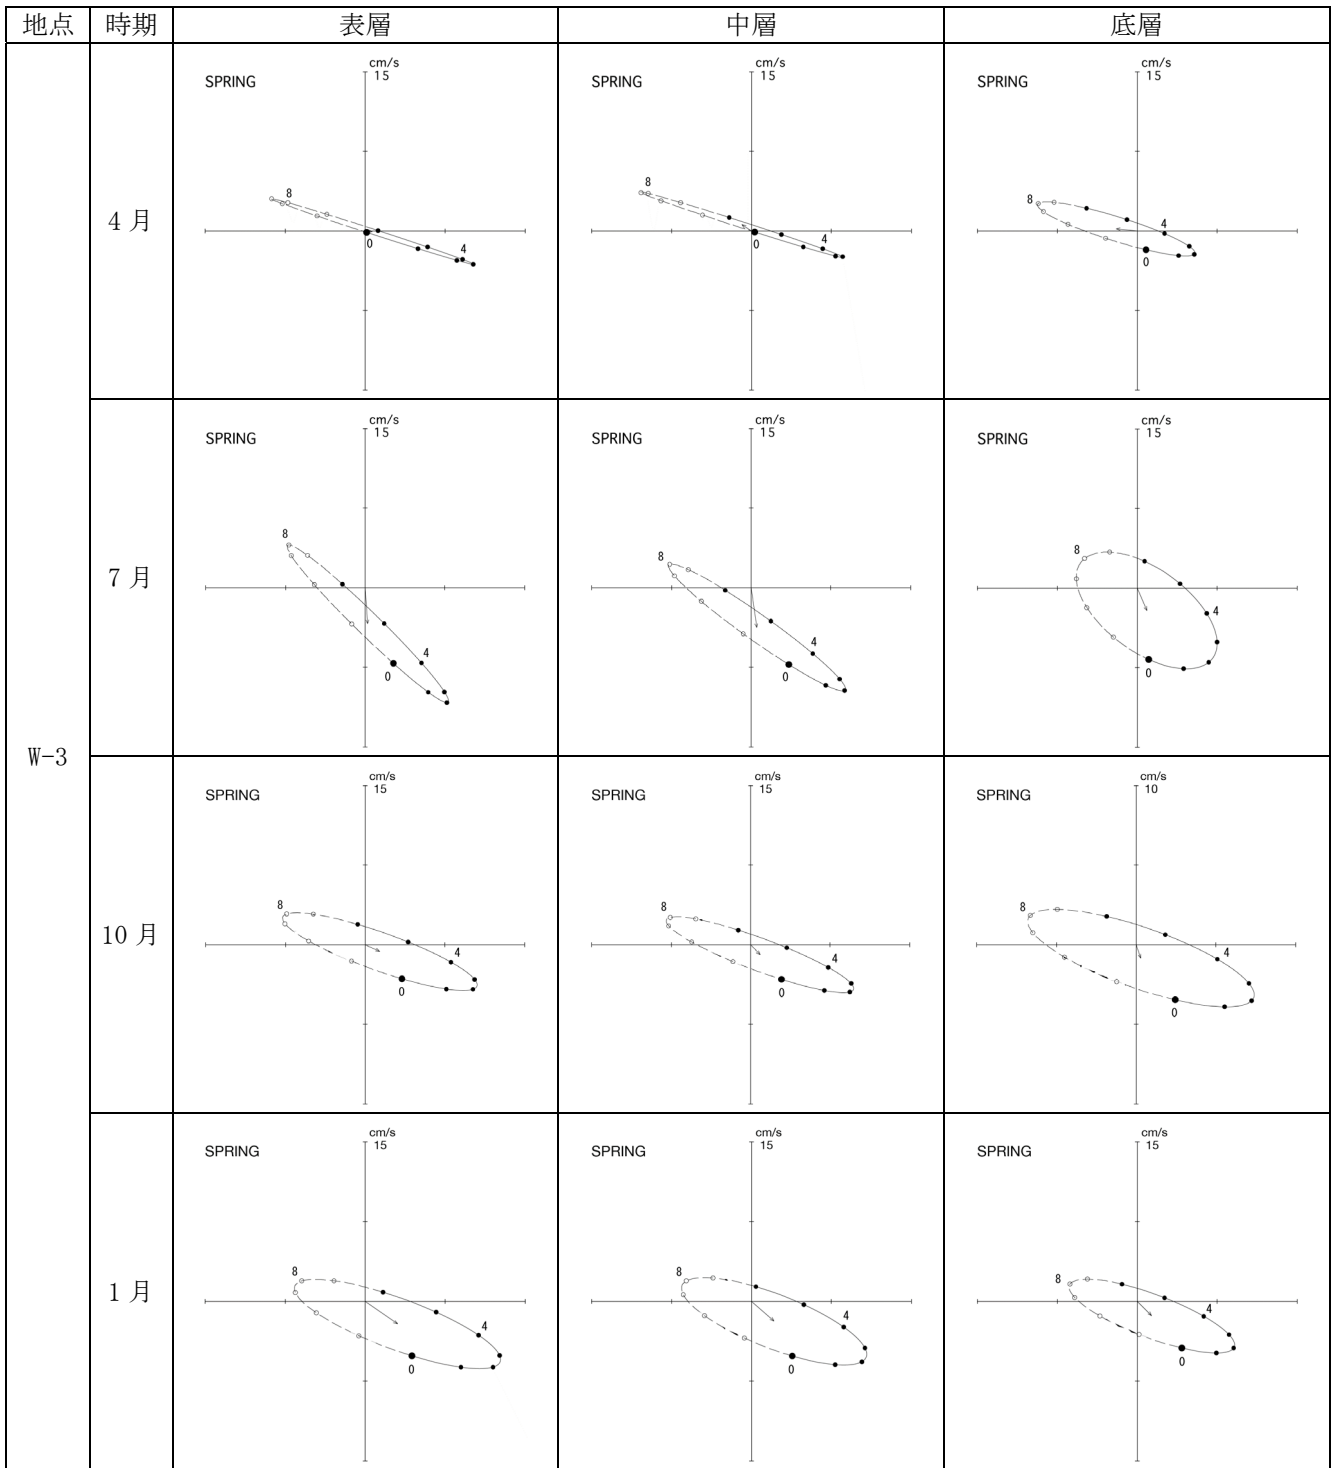 地点 時期 表層 中層 底層
W-3
4 月
SPRING cm/s 15 8 0 4
SPRING cm/s 15 8 0 4
SPRING cm/s 15 8 4 0
7 月
SPRING cm/s 15 8 4 0
SPRING cm/s 15 8 4 0
SPRING cm/s 15 8 4 0
10 月
SPRING cm/s 15 8 4 0
SPRING cm/s 15 8 4 0
SPRING cm/s 10 8 4 0
1 月
SPRING cm/s 15 8 4 0
SPRING cm/s 15 8 4 0
SPRING cm/s 15 8 4 0